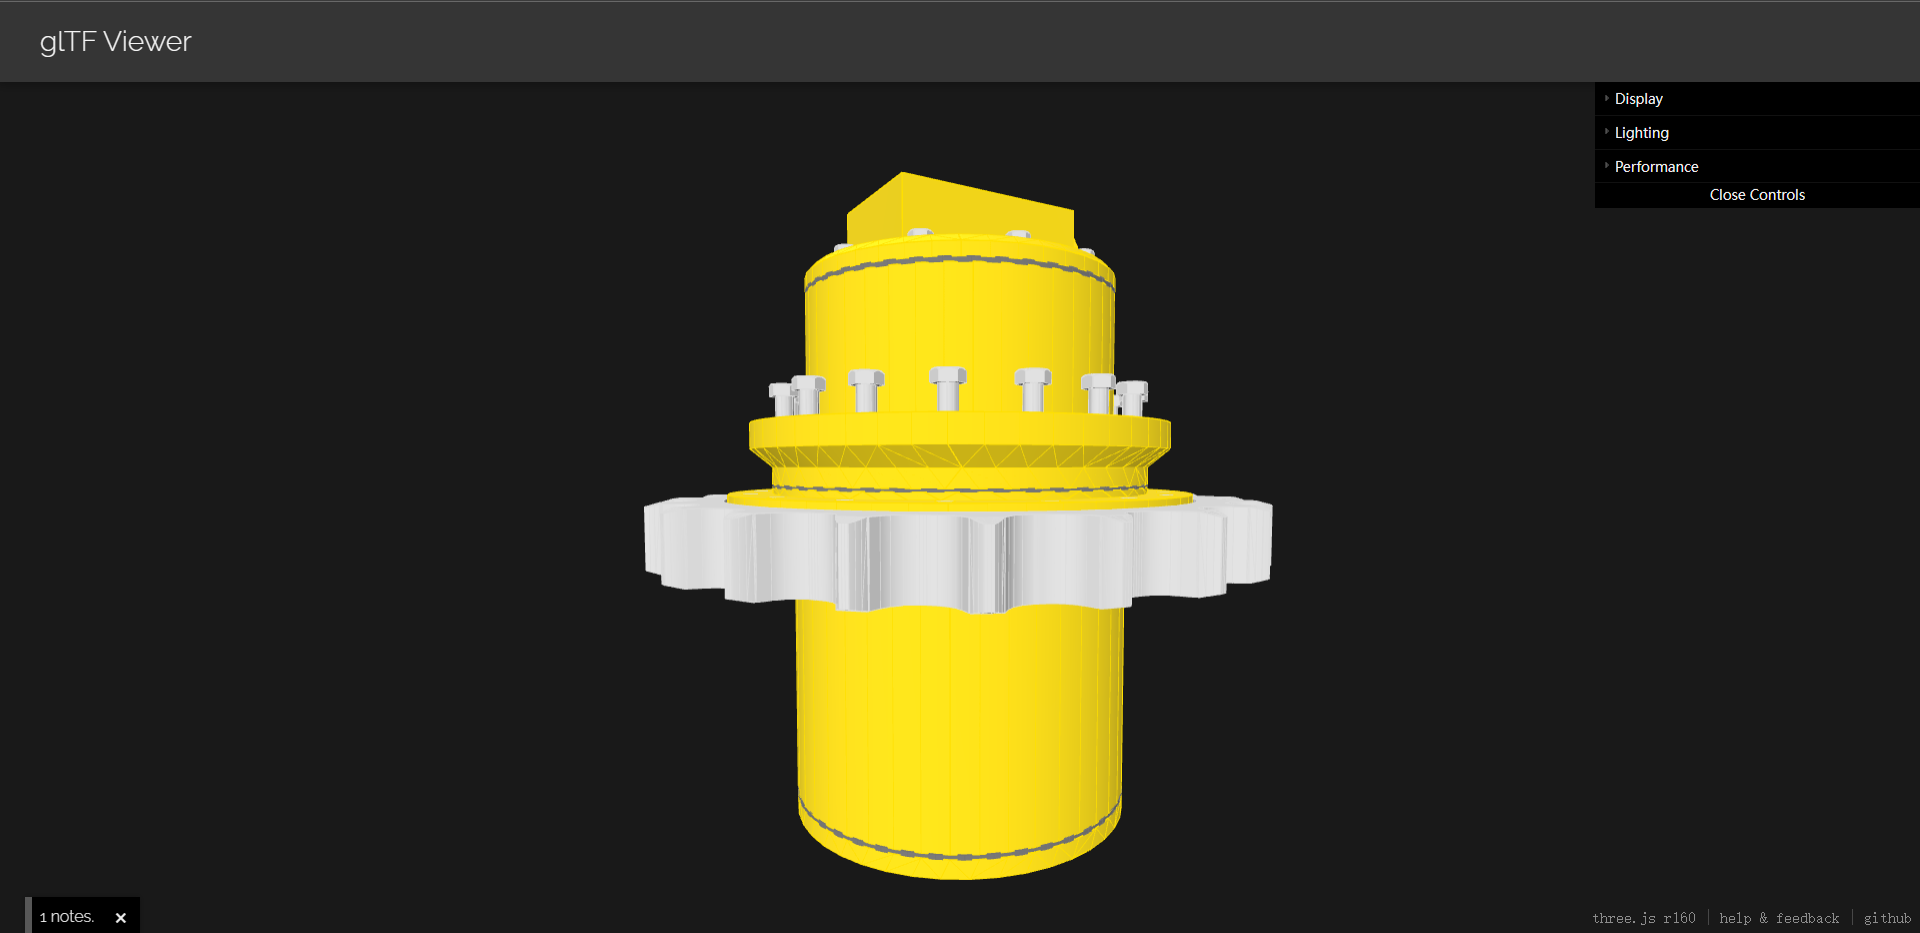 glTF Viewer
Display
Lighting
Performance
Close Controls
1 notes. ×
three.js r160 | help & feedback | github